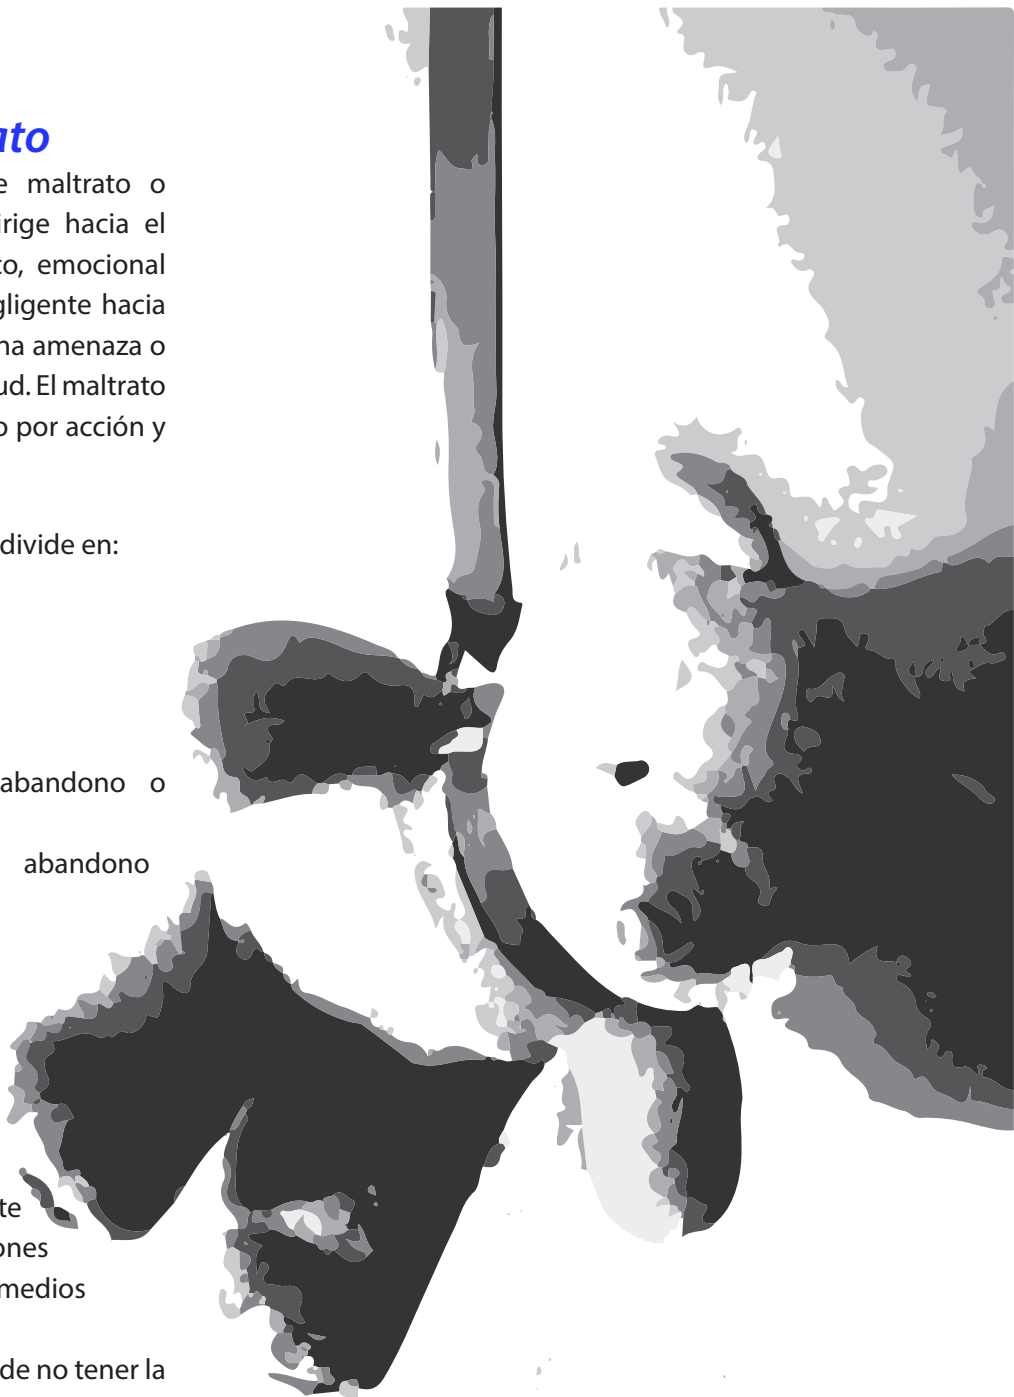 ato
e maltrato o
irige hacia el
to, emocional
gligente hacia
na amenaza o
ud. El maltrato
o por acción y
divide en:
abandono o
abandono
te
ones
medios
de no tener la